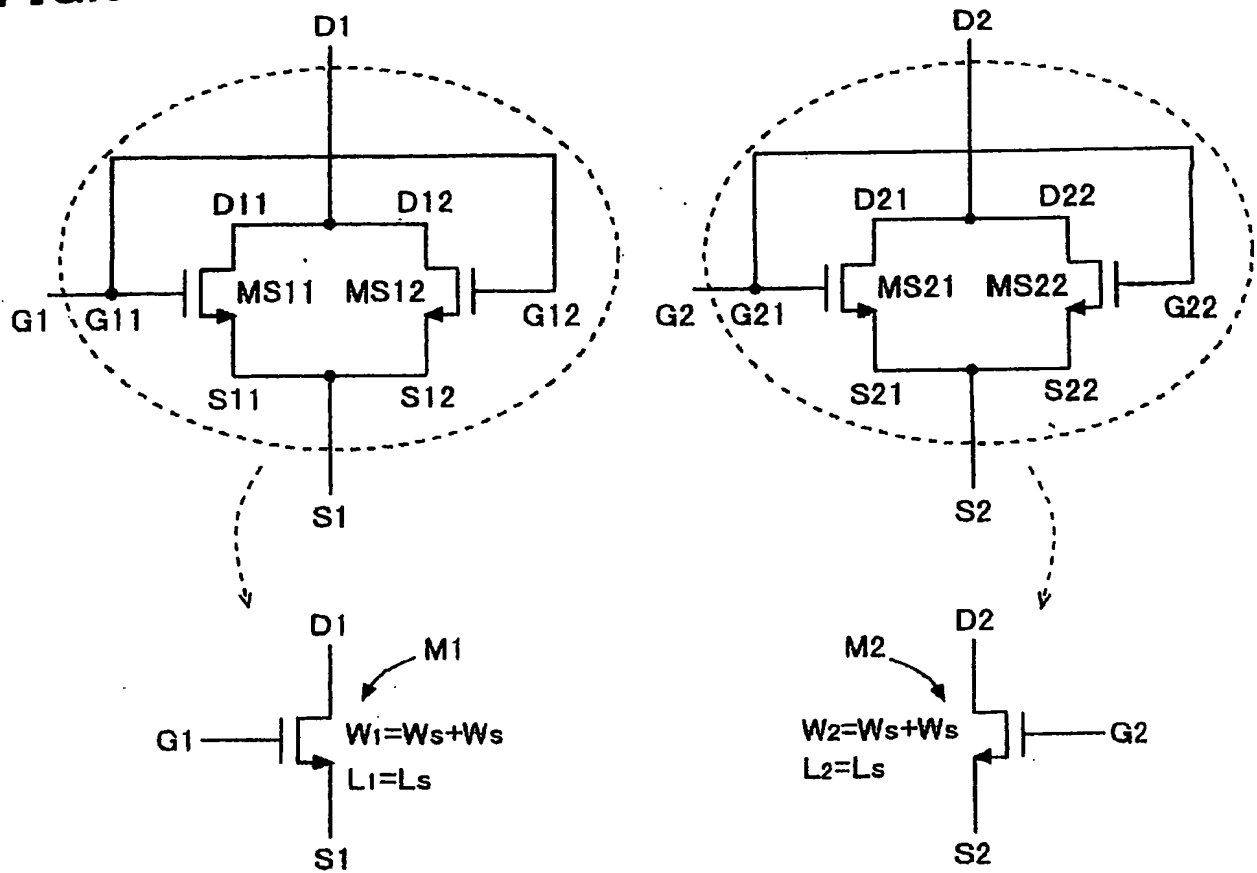 D1
D2
D11
D12
D21
D22
MS11
MS12
MS21
MS22
G1
G11
G12
G2
G21
G22
S11
S12
S21
S22
S1
S2
D1
D2
M1
M2
G1
W1=Ws+Ws
W2=Ws+Ws
G2
L1=Ls
L2=Ls
S1
S2